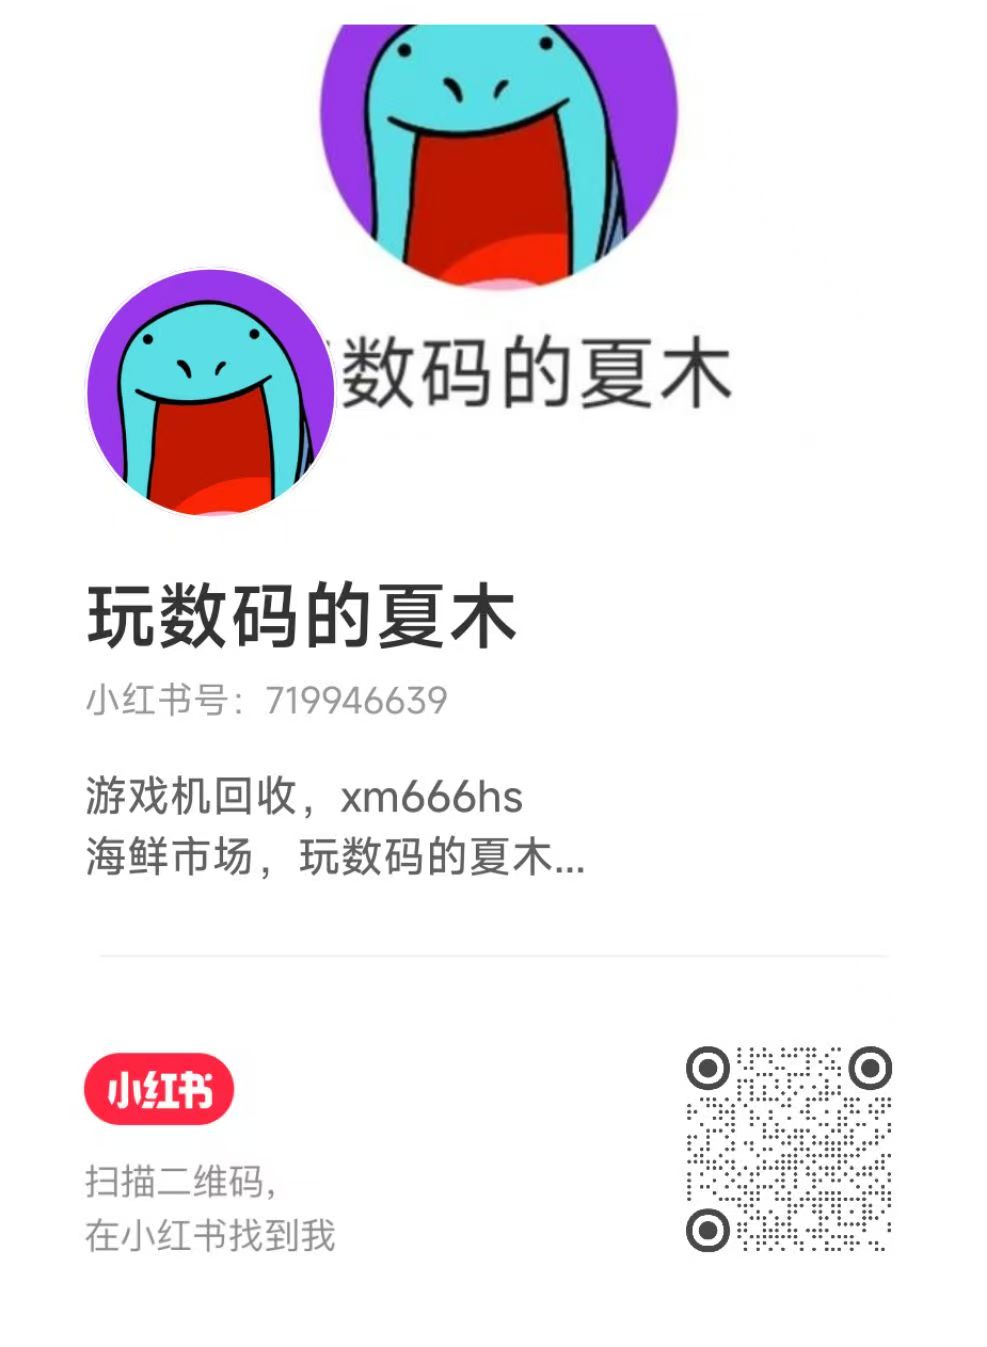 数码的夏木
玩数码的夏木
小红书号：719946639
游戏机回收，xm666hs
海鲜市场，玩数码的夏木...
小红书
扫描二维码，
在小红书找到我